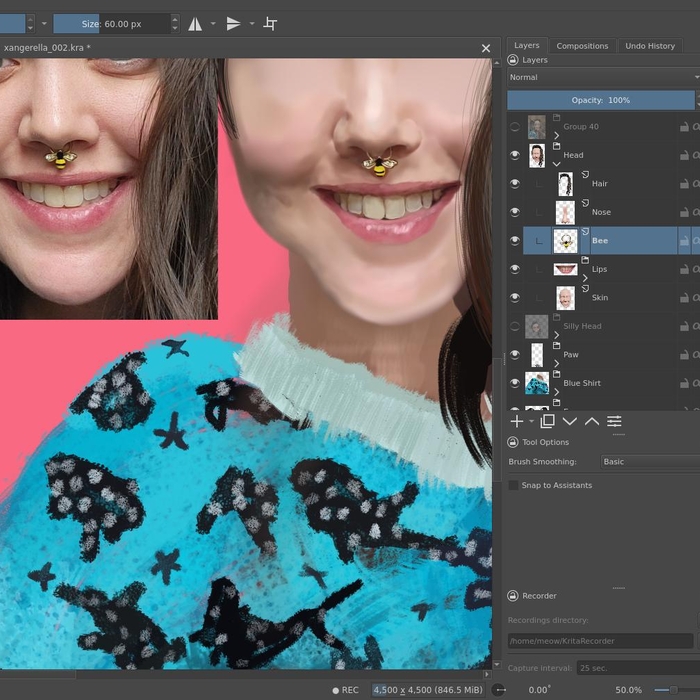 Size: 60.00 px
xangerella_002.kra *
Layers Compositions Undo History
Layers
Normal
Opacity: 100%
Group 40
Head
Hair
Nose
Bee
Lips
Skin
Silly Head
Paw
Blue Shirt
Tool Options
Brush Smoothing: Basic
Snap to Assistants
Recorder
Recordings directory:
/home/meow/KritaRecorder
Capture interval: 25 sec.
REC 4,500 x 4,500 (846.5 MiB) 0.00° 50.0%